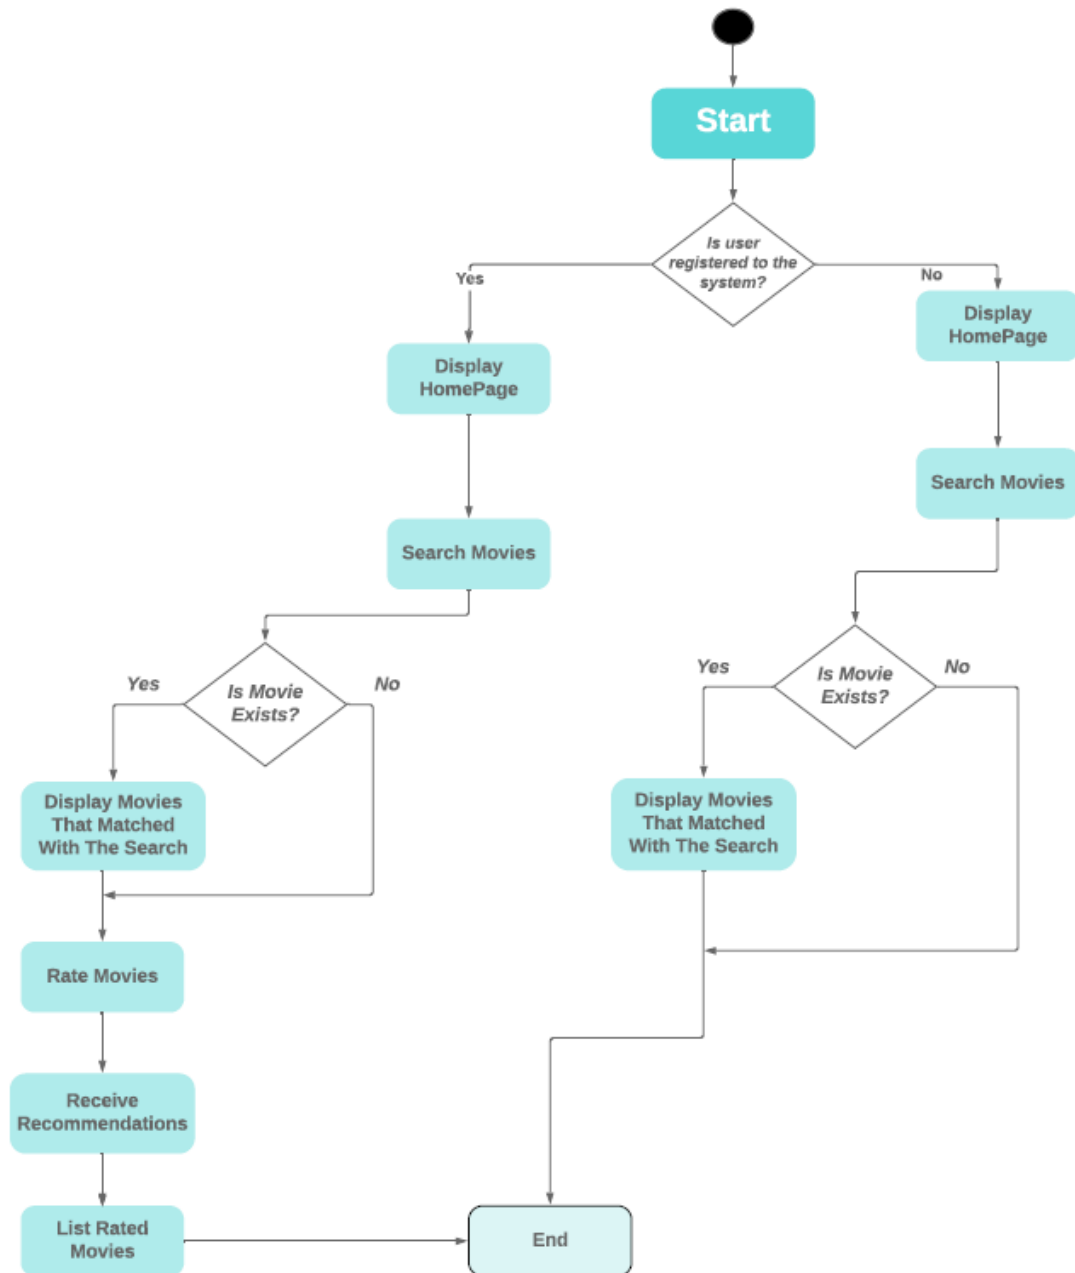 Start
Is user
registered to the
system?
Yes
No
Display
HomePage
Display
HomePage
Search Movies
Search Movies
Yes
Is Movie
Exists?
No
Yes
Is Movie
Exists?
No
Display Movies
That Matched
With The Search
Display Movies
That Matched
With The Search
Rate Movies
Receive
Recommendations
List Rated
Movies
End